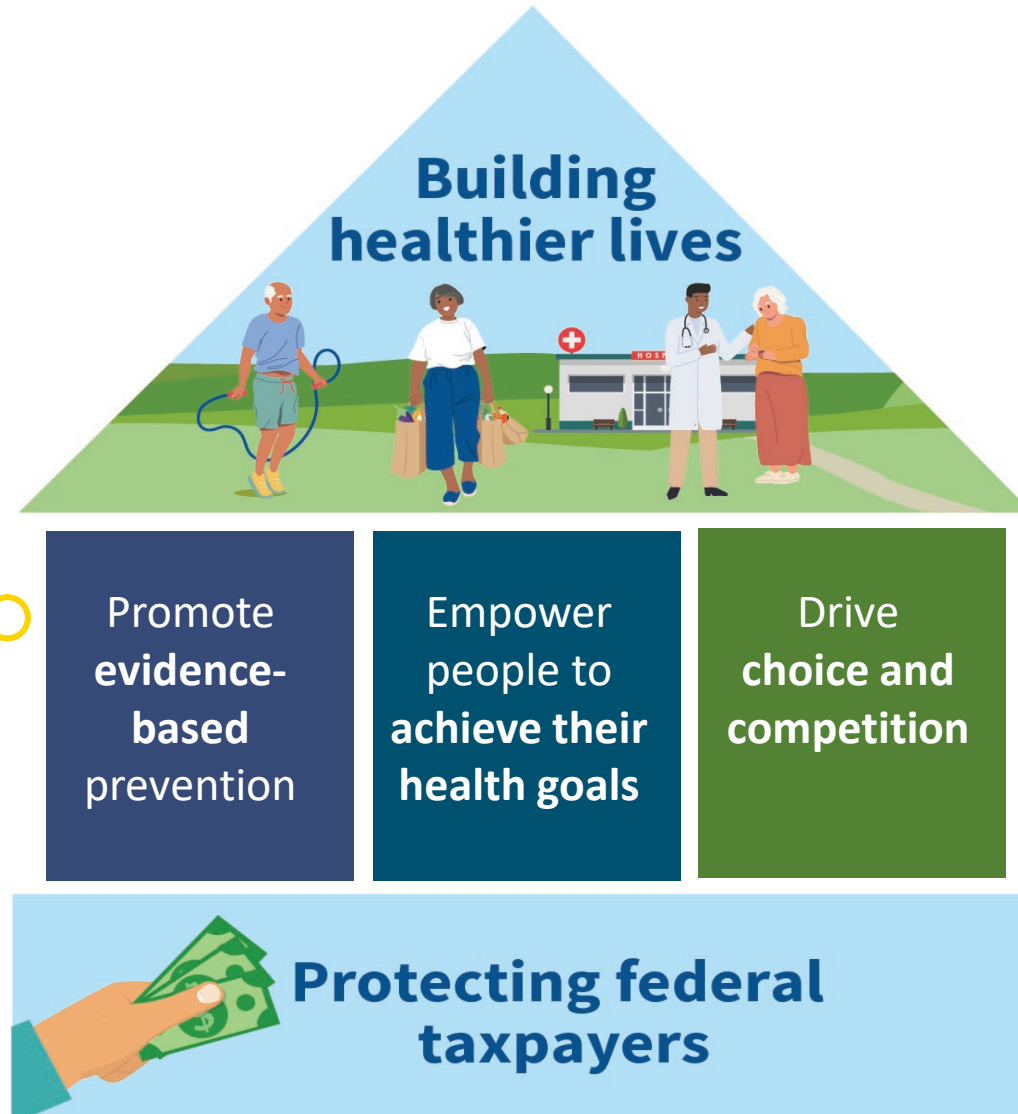 Building
healthier lives
HOSP
Promote
evidence-
based
prevention
Empower
people to
achieve their
health goals
Drive
choice and
competition
Protecting federal
taxpayers